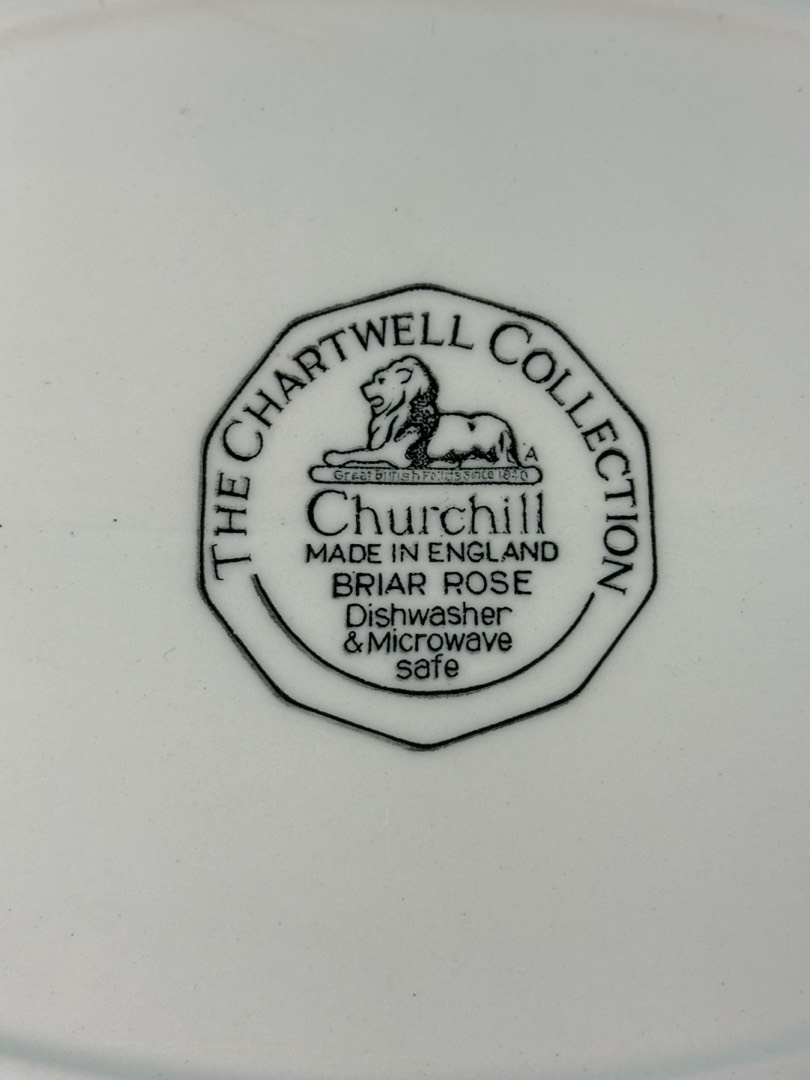 THE CHARTWELL COLLECTION
A
Great British Potters Since 1840
Churchill
MADE IN ENGLAND
BRIAR ROSE
Dishwasher
&Microwave
safe